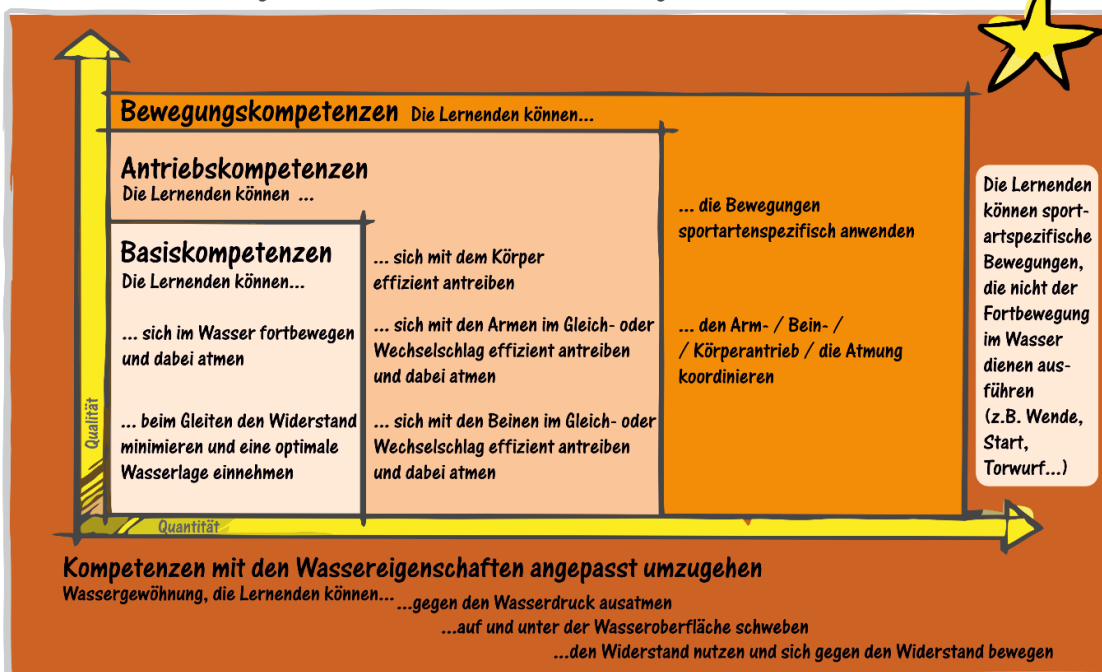 Bewegungskompetenzen Die Lernenden können...
Antriebskompetenzen
Die Lernenden können ...
Basiskompetenzen
Die Lernenden können...
... sich im Wasser fortbewegen
und dabei atmen
... beim Gleiten den Widerstand
minimieren und eine optimale
Wasserlage einnehmen
... sich mit dem Körper
effizient antreiben
... sich mit den Armen im Gleich- oder
Wechselschlag effizient antreiben
und dabei atmen
... sich mit den Beinen im Gleich- oder
Wechselschlag effizient antreiben
und dabei atmen
... die Bewegungen
sportartenspezifisch anwenden
... den Arm- / Bein- /
/ Körperantrieb / die Atmung
koordinieren
Die Lernenden
können sport-
artspezifische
Bewegungen,
die nicht der
Fortbewegung
im Wasser
dienen aus-
führen
(z.B. Wende,
Start,
Torwurf...)
Qualität
Quantität
Kompetenzen mit den Wassereigenschaften angepasst umzugehen
Wassergewöhnung, die Lernenden können...
...gegen den Wasserdruck ausatmen
...auf und unter der Wasseroberfläche schweben
...den Widerstand nutzen und sich gegen den Widerstand bewegen